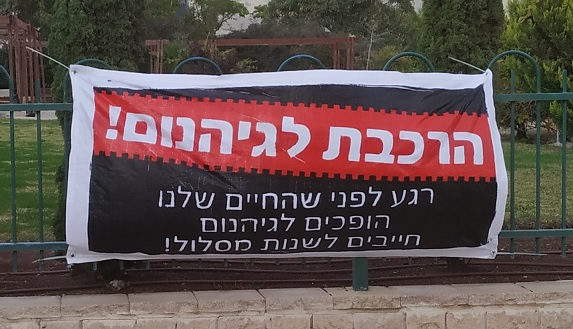 הרכבת לגיהנום!
רגע לפני שהחיים שלנו
הופכים לגיהנום
חייבים לשנות מסלול!